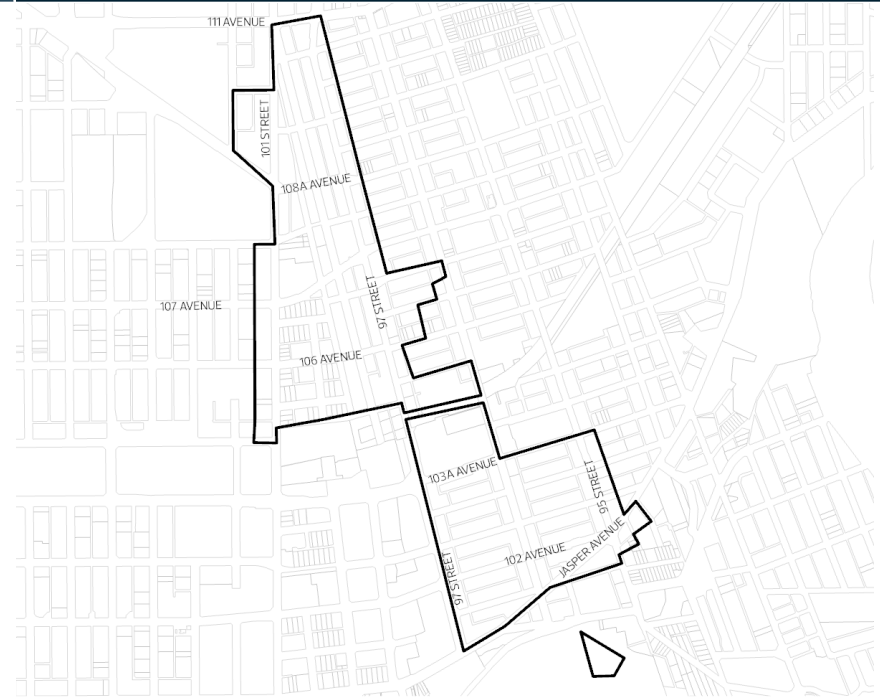 111 AVENUE
101 STREET
108A AVENUE
107 AVENUE
97 STREET
106 AVENUE
103A AVENUE
95 STREET
97 STREET
102 AVENUE
JASPER AVENUE